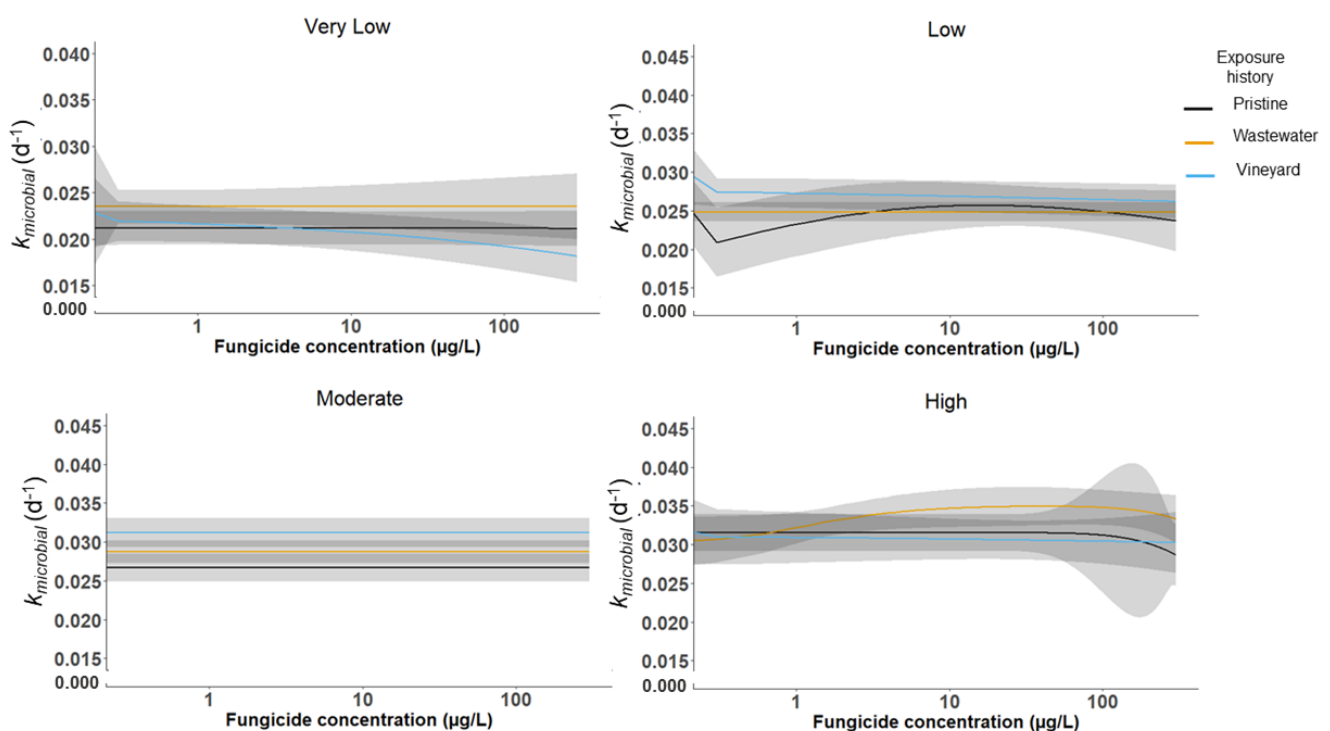 Very Low
0.040
0.035
0.030
0.025
0.020
0.015
0.000
k_microbial (d⁻¹)
1 10 100
Fungicide concentration (µg/L)
Low
0.045
0.040
0.035
0.030
0.025
0.020
0.015
0.000
k_microbial (d⁻¹)
1 10 100
Fungicide concentration (µg/L)
Exposure
history
Pristine
Wastewater
Vineyard
Moderate
0.045
0.040
0.035
0.030
0.025
0.020
0.015
0.000
k_microbial (d⁻¹)
1 10 100
Fungicide concentration (µg/L)
High
0.045
0.040
0.035
0.030
0.025
0.020
0.015
0.000
k_microbial (d⁻¹)
1 10 100
Fungicide concentration (µg/L)